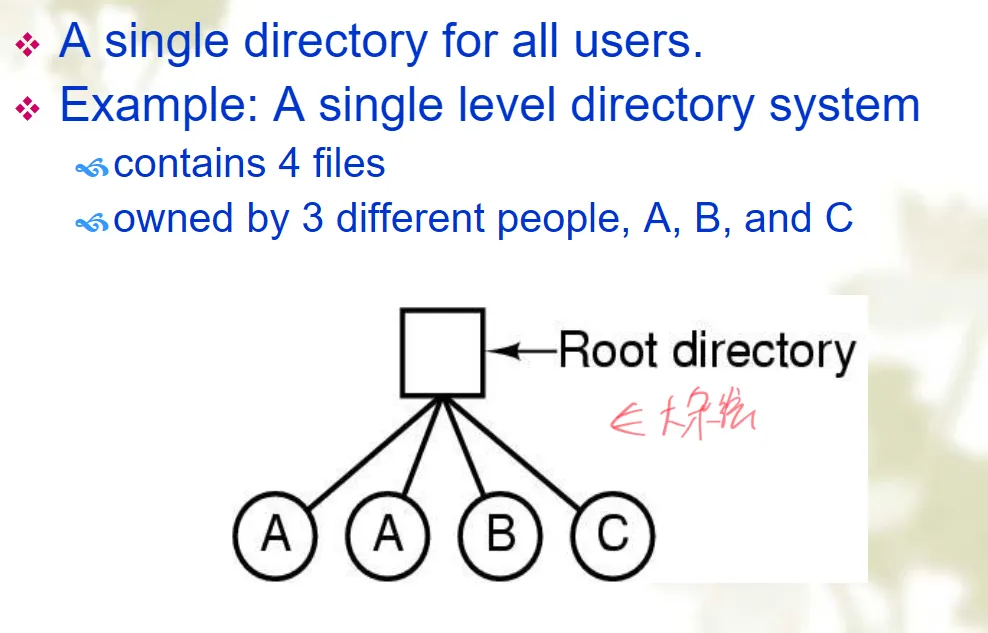 A single directory for all users.
Example: A single level directory system
contains 4 files
owned by 3 different people, A, B, and C
Root directory
大杂烩
A A B C